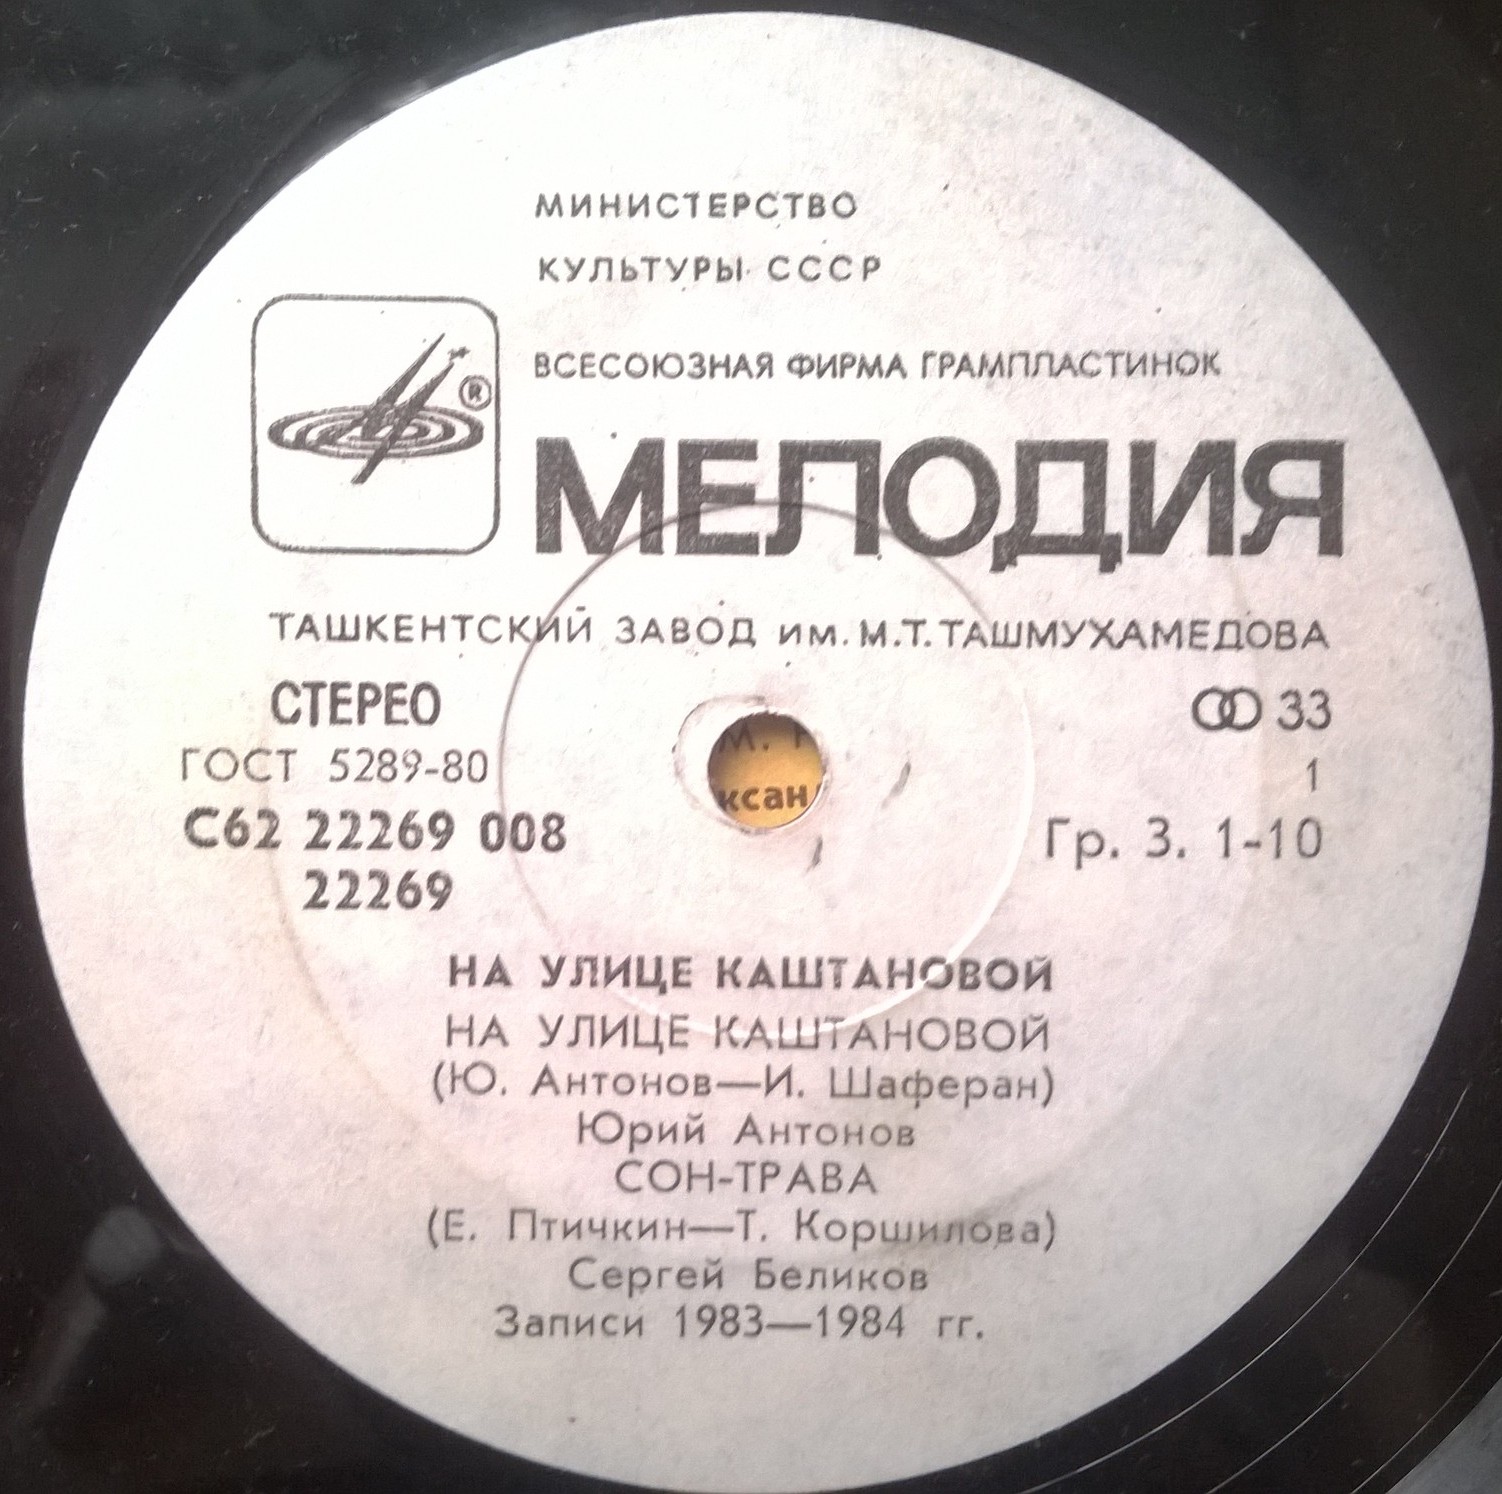 МИНИСТЕРСТВО
КУЛЬТУРЫ СССР
ВСЕСОЮЗНАЯ ФИРМА ГРАМПЛАСТИНОК
®
МЕЛОДИЯ
ТАШКЕНТСКИЙ ЗАВОД им. М.Т. ТАШМУХАМЕДОВА
СТЕРЕО
33
ГОСТ 5289-80
1
С62 22269 008
Гр. 3. 1-10
22269
ксан
НА УЛИЦЕ КАШТАНОВОЙ
НА УЛИЦЕ КАШТАНОВОЙ
(Ю. Антонов—И. Шаферан)
Юрий Антонов
СОН-ТРАВА
(Е. Птичкин—Т. Коршилова)
Сергей Беликов
Записи 1983—1984 гг.